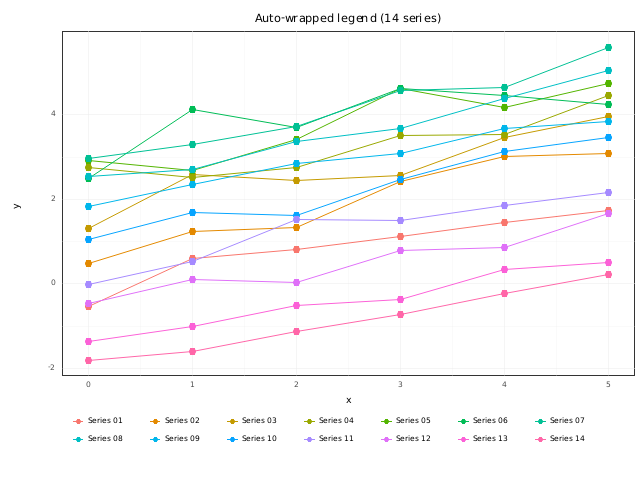 Auto-wrapped legend (14 series)
4
2
0
-2
y
0 1 2 3 4 5
x
Series 01 Series 02 Series 03 Series 04 Series 05 Series 06 Series 07
Series 08 Series 09 Series 10 Series 11 Series 12 Series 13 Series 14